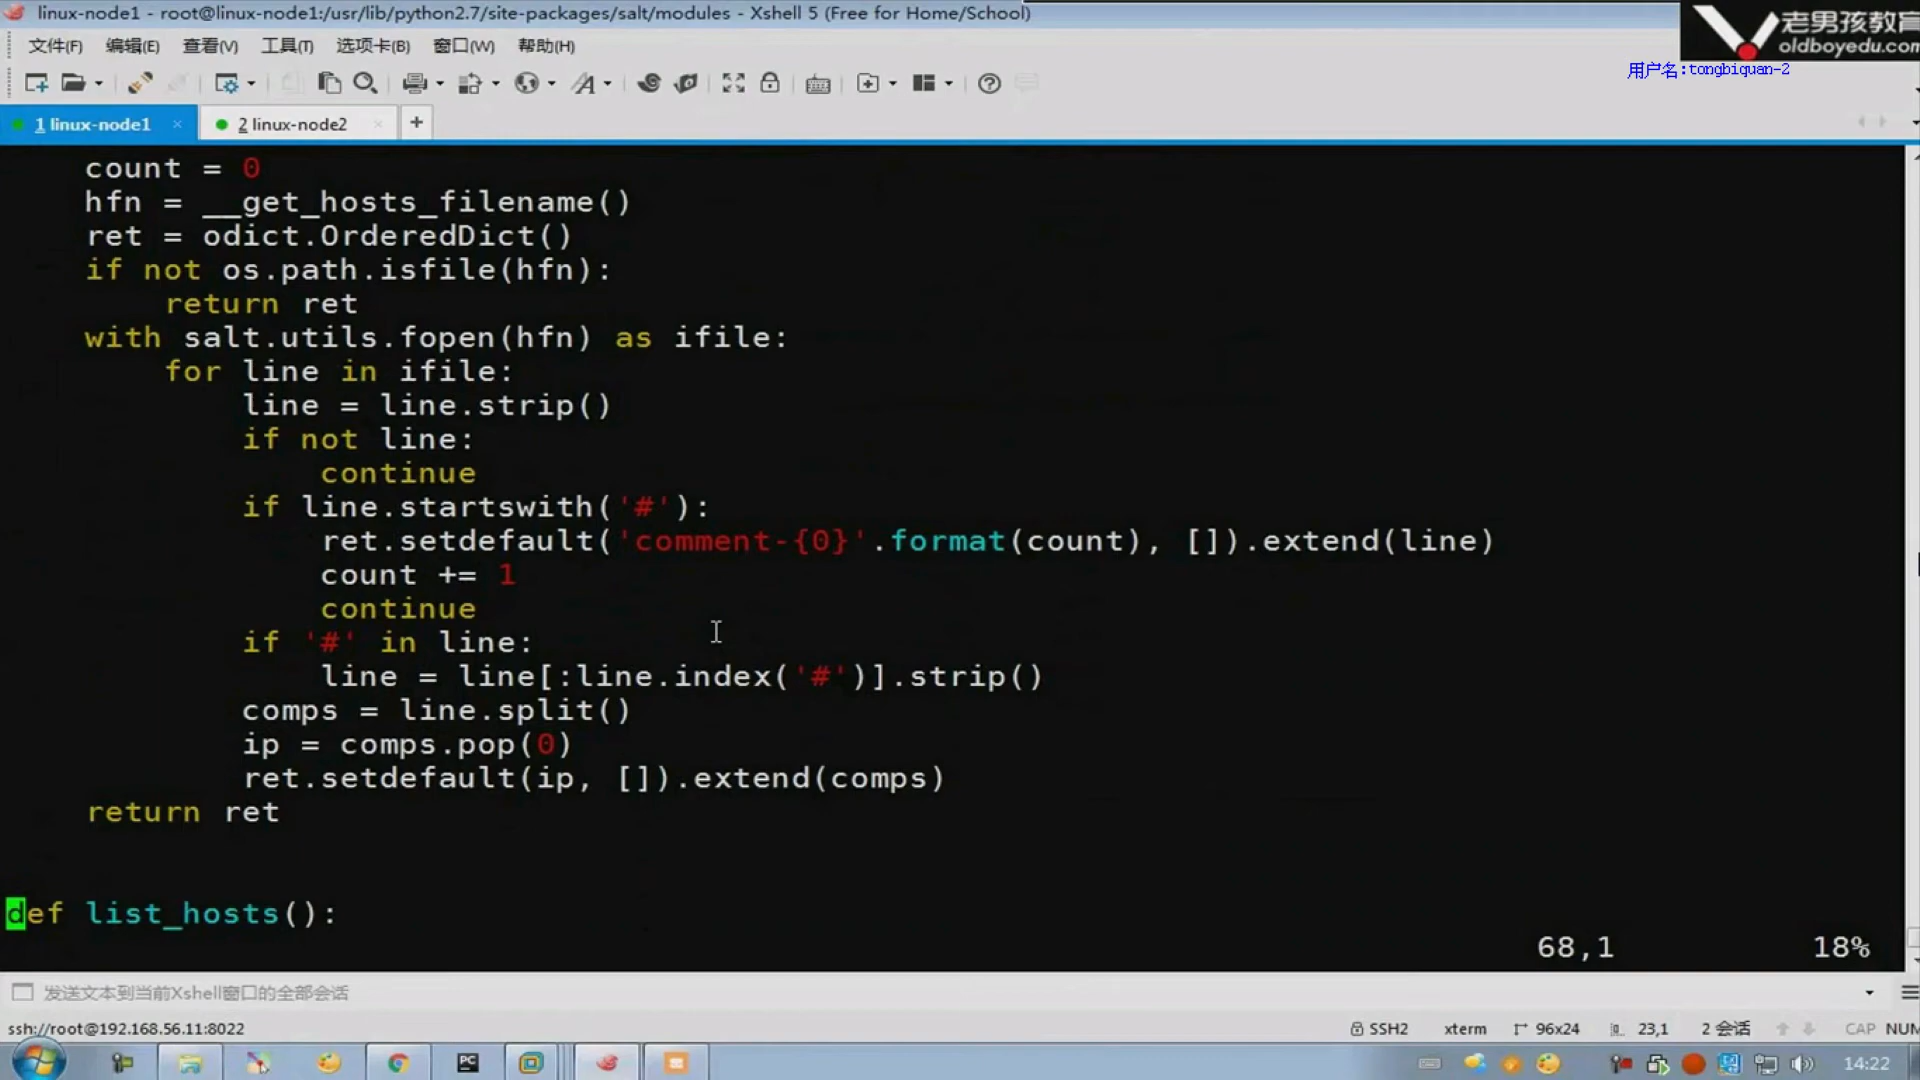 linux-node1 - root@linux-node1:/usr/lib/python2.7/site-packages/salt/modules - Xshell 5 (Free for Home/School)
老男孩教育
oldboyedu.com
文件(F) 编辑(E) 查看(V) 工具(T) 选项卡(B) 窗口(W) 帮助(H)
用户名:tongbiquan-2
1 linux-node1 × 2 linux-node2 × +
    count = 0
    hfn = __get_hosts_filename()
    ret = odict.OrderedDict()
    if not os.path.isfile(hfn):
        return ret
    with salt.utils.fopen(hfn) as ifile:
        for line in ifile:
            line = line.strip()
            if not line:
                continue
            if line.startswith('#'):
                ret.setdefault('comment-{0}'.format(count), []).extend(line)
                count += 1
                continue
            if '#' in line:
                line = line[:line.index('#')].strip()
            comps = line.split()
            ip = comps.pop(0)
            ret.setdefault(ip, []).extend(comps)
    return ret
def list_hosts():
68,1 18%
发送文本到当前Xshell窗口的全部会话
ssh://root@192.168.56.11:8022 SSH2 xterm 96x24 23,1 2 会话 CAP NUM
PC
14:22